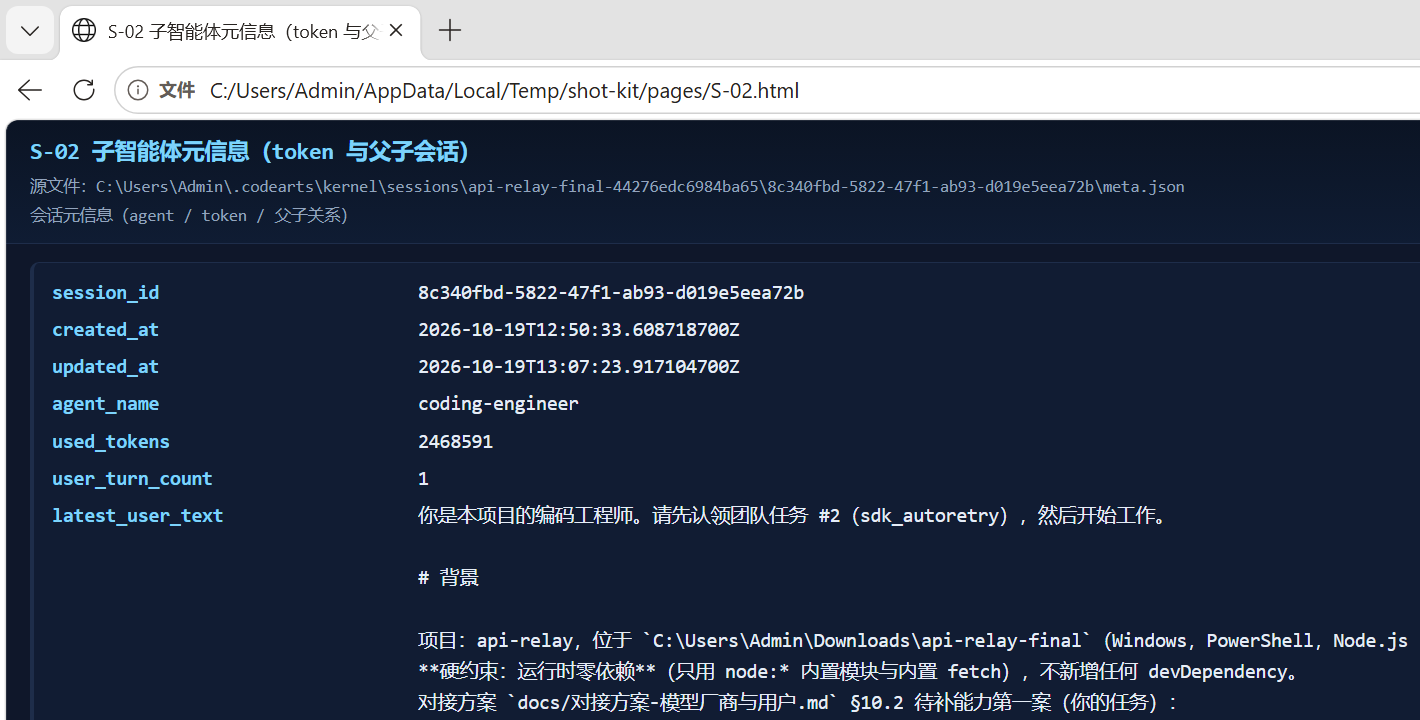 S-02 子智能体元信息（token 与父
文件 C:/Users/Admin/AppData/Local/Temp/shot-kit/pages/S-02.html
S-02 子智能体元信息（token 与父子会话）
源文件：C:\Users\Admin\.codearts\kernel\sessions\api-relay-final-44276edc6984ba65\8c340fbd-5822-47f1-ab93-d019e5eea72b\meta.json
会话元信息（agent / token / 父子关系）
session_id 8c340fbd-5822-47f1-ab93-d019e5eea72b
created_at 2026-10-19T12:50:33.608718700Z
updated_at 2026-10-19T13:07:23.917104700Z
agent_name coding-engineer
used_tokens 2468591
user_turn_count 1
latest_user_text 你是本项目的编码工程师。请先认领团队任务 #2（sdk_autoretry），然后开始工作。
# 背景
项目：api-relay，位于 `C:\Users\Admin\Downloads\api-relay-final`（Windows，PowerShell，Node.js
**硬约束：运行时零依赖**（只用 node:* 内置模块与内置 fetch），不新增任何 devDependency。
对接方案 `docs/对接方案-模型厂商与用户.md` §10.2 待补能力第一案（你的任务）：